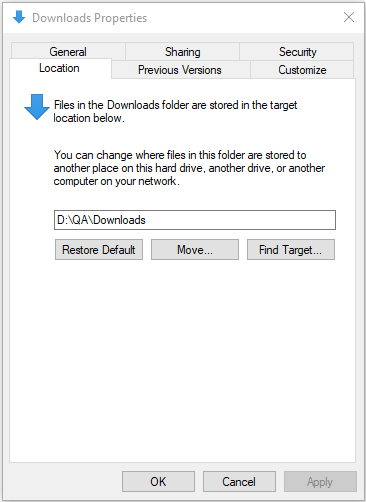 Downloads Properties
General Sharing Security
Location Previous Versions Customize
Files in the Downloads folder are stored in the target
location below.
You can change where files in this folder are stored to
another place on this hard drive, another drive, or another
computer on your network.
D:\QA\Downloads
Restore Default Move... Find Target...
OK Cancel Apply